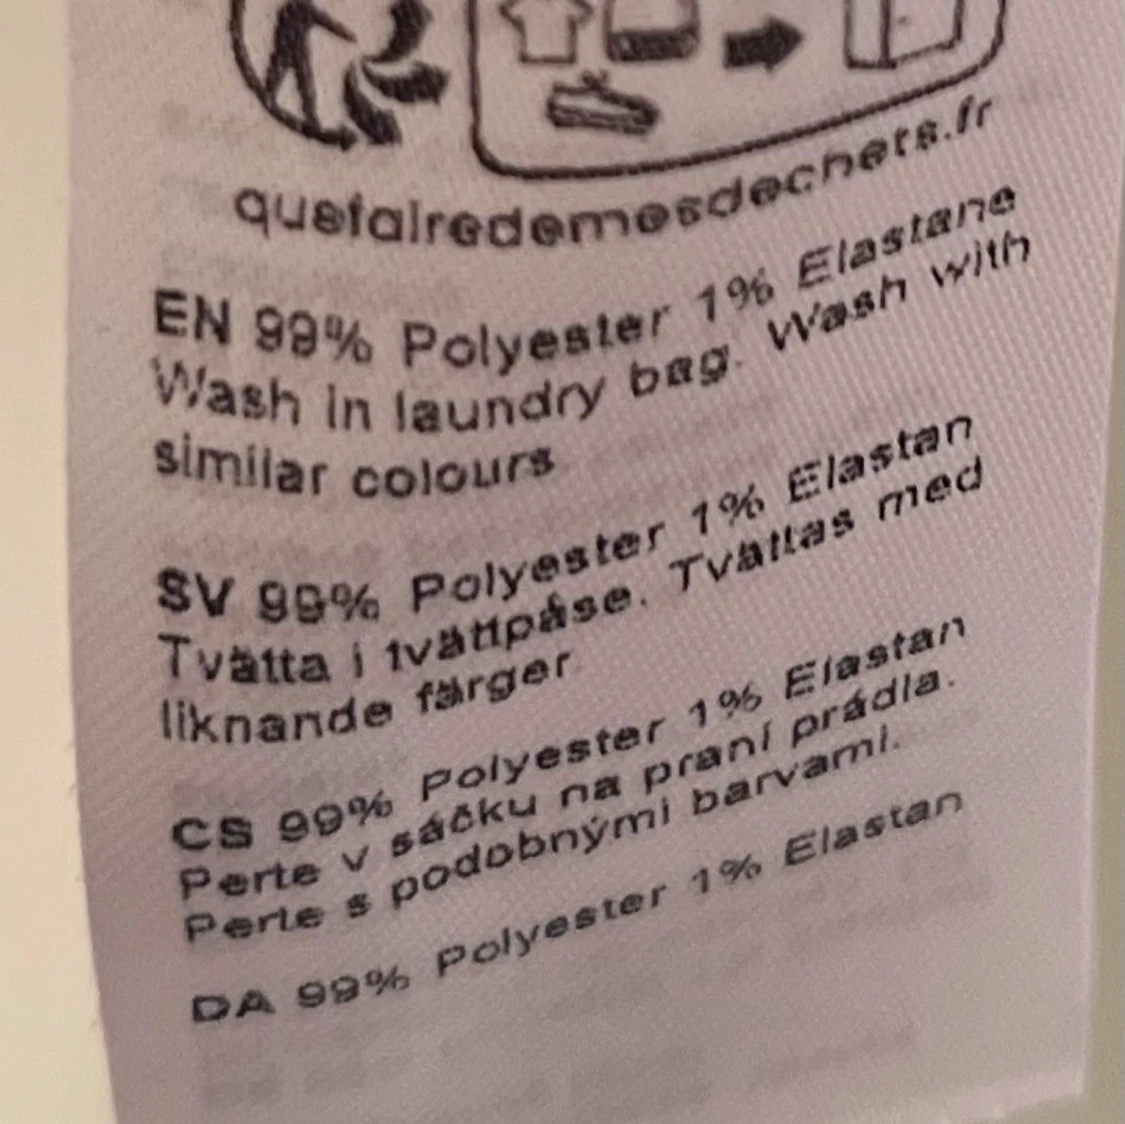 quefairedemesdechets.fr
EN 99% Polyester 1% Elastane
Wash in laundry bag. Wash with
similar colours
SV 99% Polyester 1% Elastan
Tvätta i tvättpåse. Tvättas med
liknande färger
CS 99% Polyester 1% Elastan
Perte v sáčku na praní prádla.
Perte s podobnými barvami.
DA 99% Polyester 1% Elastan